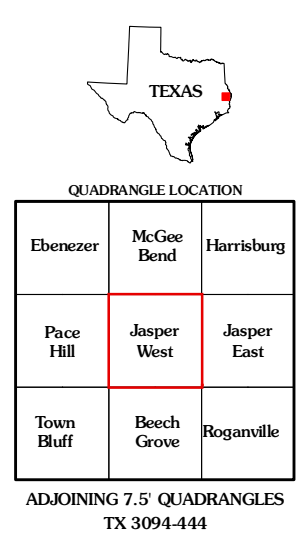 TEXAS
QUADRANGLE LOCATION
Ebenezer
McGee
Bend
Harrisburg
Pace
Hill
Jasper
West
Jasper
East
Town
Bluff
Beech
Grove
Roganville
ADJOINING 7.5' QUADRANGLES
TX 3094-444